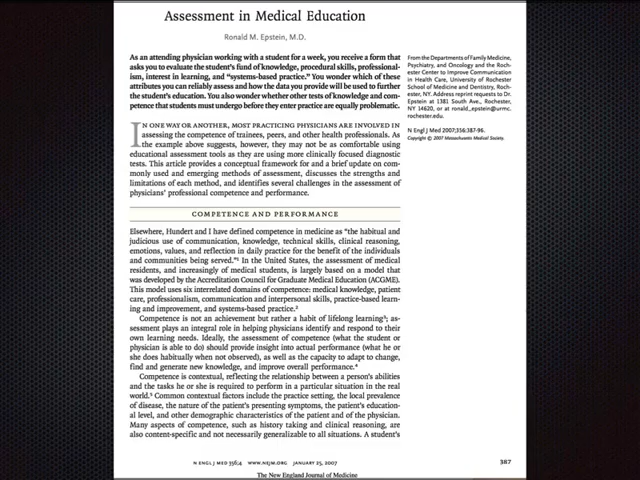 Assessment in Medical Education
Ronald M. Epstein, M.D.
As an attending physician working with a student for a week, you receive a form that
asks you to evaluate the student's fund of knowledge, procedural skills, professional-
ism, interest in learning, and "systems-based practice." You wonder which of these
attributes you can reliably assess and how the data you provide will be used to further
the student's education. You also wonder whether other tests of knowledge and com-
petence that students must undergo before they enter practice are equally problematic.
In one way or another, most practicing physicians are involved in
assessing the competence of trainees, peers, and other health professionals. As
the example above suggests, however, they may not be as comfortable using
educational assessment tools as they are using more clinically focused diagnostic
tests. This article provides a conceptual framework for and a brief update on com-
monly used and emerging methods of assessment, discusses the strengths and
limitations of each method, and identifies several challenges in the assessment of
physicians' professional competence and performance.
COMPETENCE AND PERFORMANCE
Elsewhere, Hundert and I have defined competence in medicine as "the habitual and
judicious use of communication, knowledge, technical skills, clinical reasoning,
emotions, values, and reflection in daily practice for the benefit of the individuals
and communities being served."1 In the United States, the assessment of medical
residents, and increasingly of medical students, is largely based on a model that
was developed by the Accreditation Council for Graduate Medical Education (ACGME).
This model uses six interrelated domains of competence: medical knowledge, patient
care, professionalism, communication and interpersonal skills, practice-based learn-
ing and improvement, and systems-based practice.2
Competence is not an achievement but rather a habit of lifelong learning3; as-
sessment plays an integral role in helping physicians identify and respond to their
own learning needs. Ideally, the assessment of competence (what the student or
physician is able to do) should provide insight into actual performance (what he or
she does habitually when not observed), as well as the capacity to adapt to change,
find and generate new knowledge, and improve overall performance.4
Competence is contextual, reflecting the relationship between a person's abilities
and the tasks he or she is required to perform in a particular situation in the real
world.5 Common contextual factors include the practice setting, the local prevalence
of disease, the nature of the patient's presenting symptoms, the patient's education-
al level, and other demographic characteristics of the patient and of the physician.
Many aspects of competence, such as history taking and clinical reasoning, are
also content-specific and not necessarily generalizable to all situations. A student's
From the Departments of Family Medicine,
Psychiatry, and Oncology and the Roch-
ester Center to Improve Communication
in Health Care, University of Rochester
School of Medicine and Dentistry, Roch-
ester, NY. Address reprint requests to Dr.
Epstein at 1381 South Ave., Rochester,
NY 14620, or at ronald_epstein@urmc.
rochester.edu.
N Engl J Med 2007;356:387-96.
Copyright © 2007 Massachusetts Medical Society.
N ENGL J MED 356;4 WWW.NEJM.ORG JANUARY 25, 2007
387
The New England Journal of Medicine